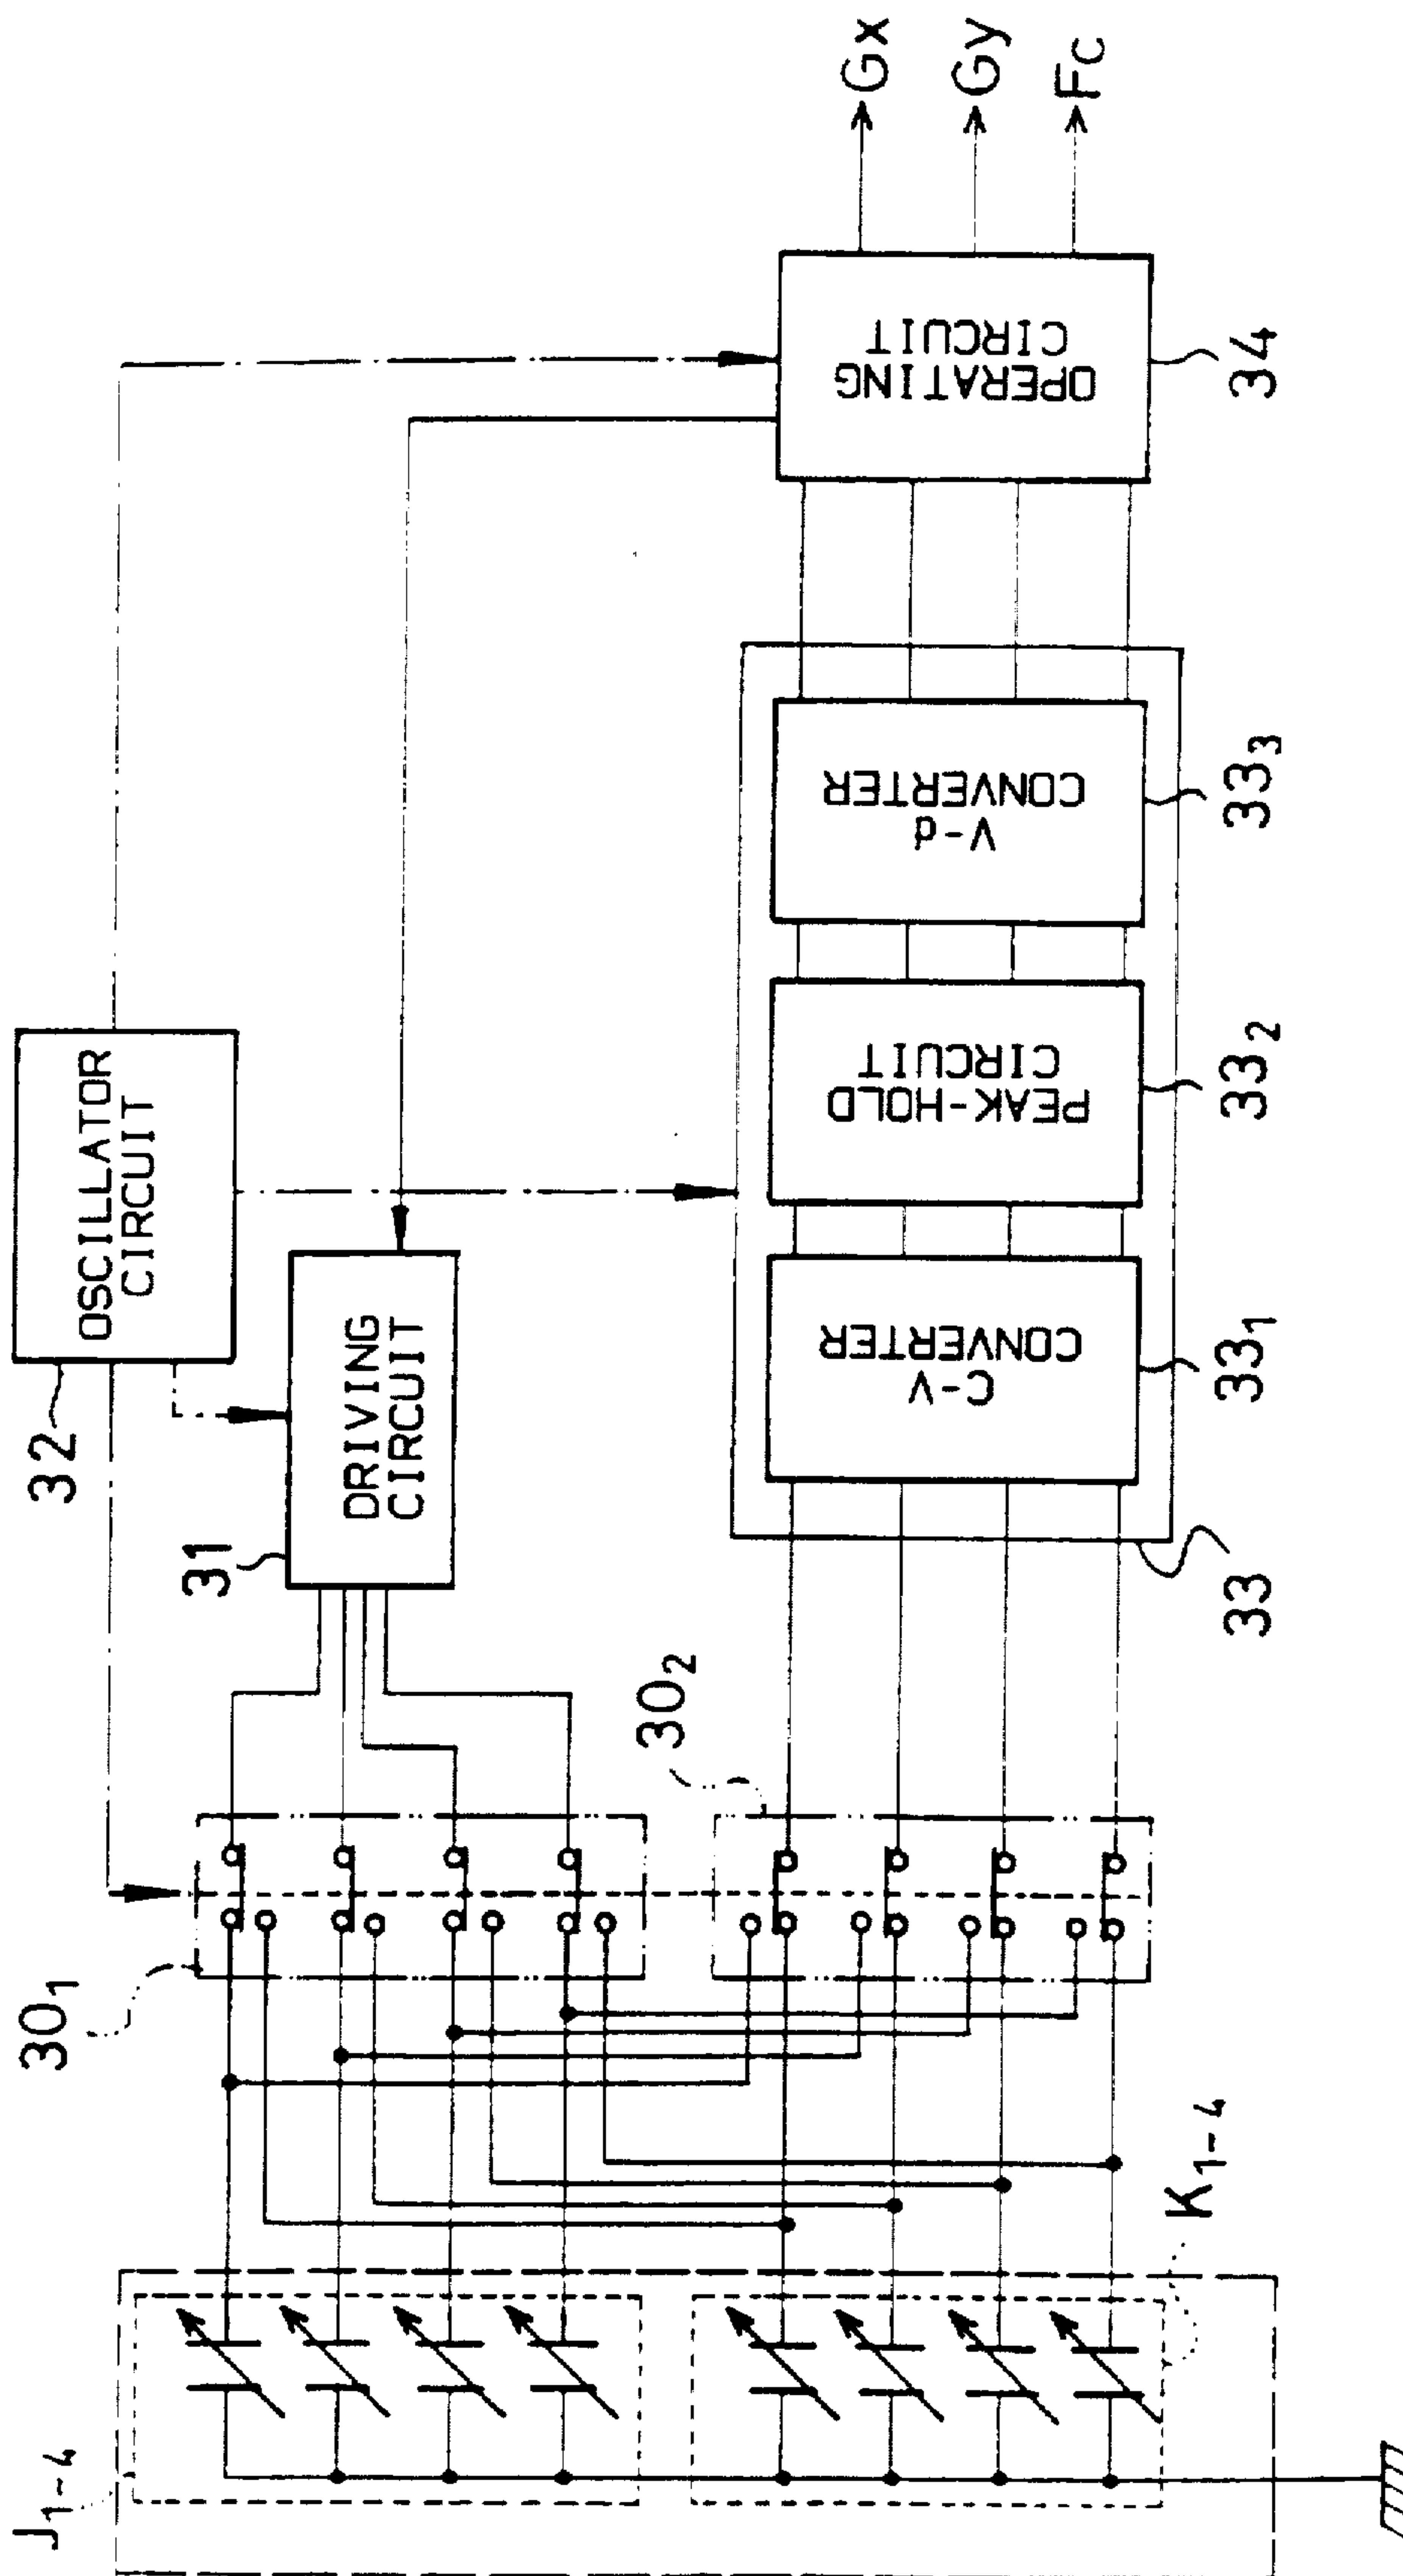 J1-4
K1-4
301
302
31
DRIVING
CIRCUIT
32
OSCILLATOR
CIRCUIT
33
C-V
CONVERTER
331
PEAK-HOLD
CIRCUIT
332
V-d
CONVERTER
333
OPERATING
CIRCUIT
34
Gx
Gy
Fc